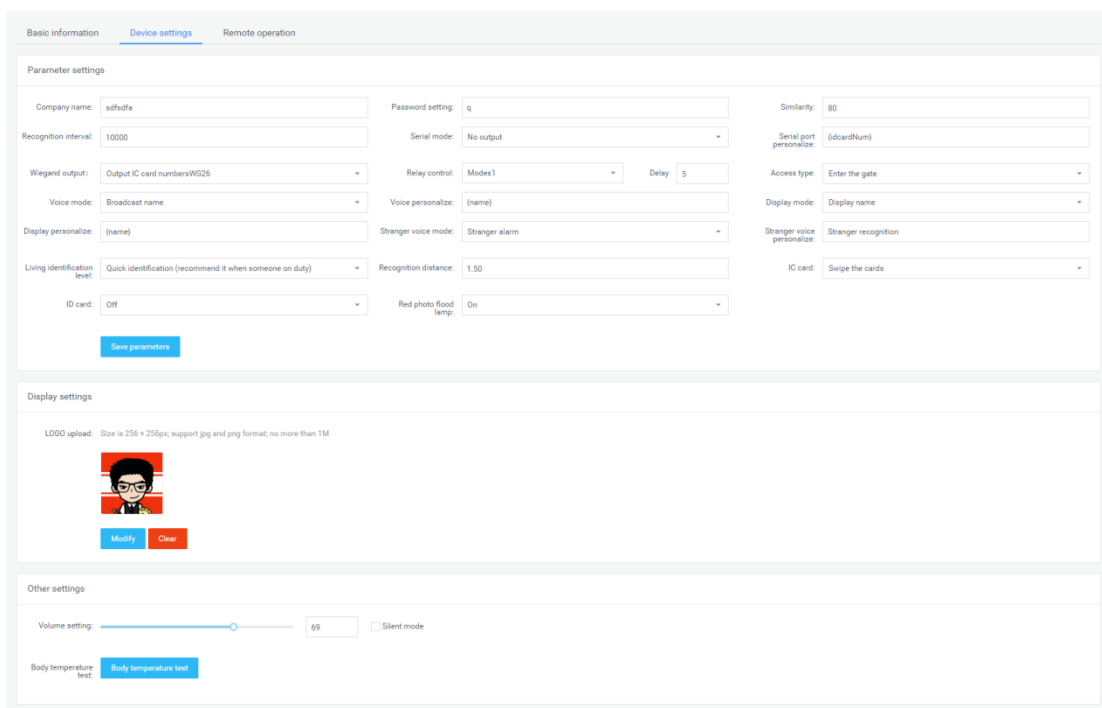 Basic information Device settings Remote operation
Parameter settings
Company name: sdfsdfa Password setting: q Similarity: 80
Recognition interval: 10000 Serial mode: No output Serial port personalize: {idcardNum}
Wiegand output: Output IC card numbersWG26 Relay control: Modes1 Delay 5 Access type: Enter the gate
Voice mode: Broadcast name Voice personalize: {name} Display mode: Display name
Display personalize: {name} Stranger voice mode: Stranger alarm Stranger voice personalize: Stranger recognition
Living identification level: Quick identification (recommend it when someone on duty) Recognition distance: 1.50 IC card: Swipe the cards
ID card: Off Red photo flood lamp: On
Save parameters
Display settings
LOGO upload: Size is 256 × 256px; support jpg and png format; no more than 1M
Modify Clear
Other settings
Volume setting: 69 Silent mode
Body temperature test: Body temperature test